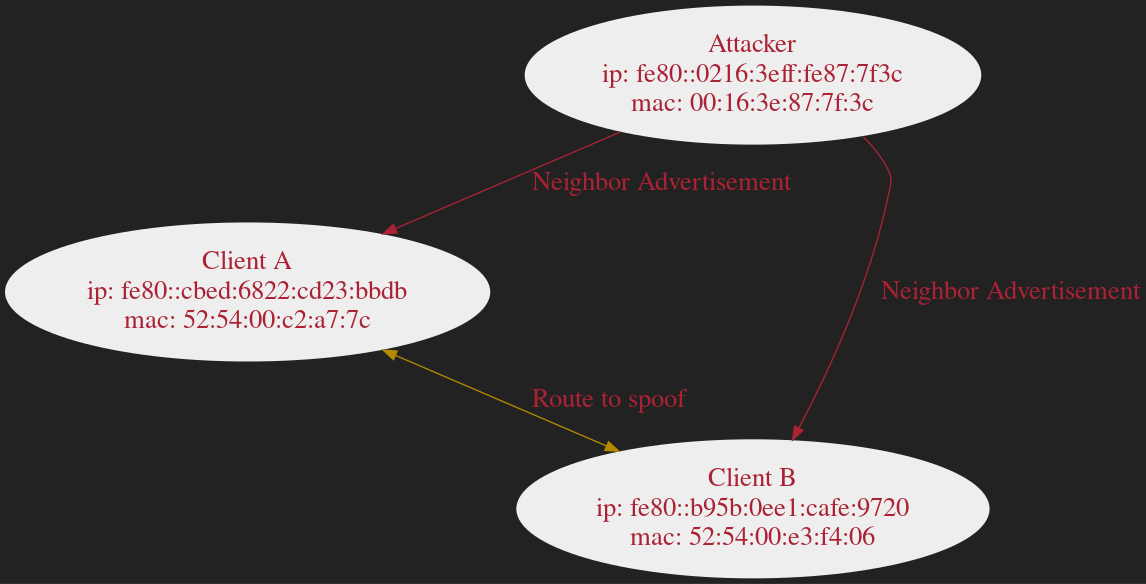 Attacker
ip: fe80::0216:3eff:fe87:7f3c
mac: 00:16:3e:87:7f:3c
Neighbor Advertisement
Client A
ip: fe80::cbed:6822:cd23:bbdb
mac: 52:54:00:c2:a7:7c
Neighbor Advertisement
Route to spoof
Client B
ip: fe80::b95b:0ee1:cafe:9720
mac: 52:54:00:e3:f4:06